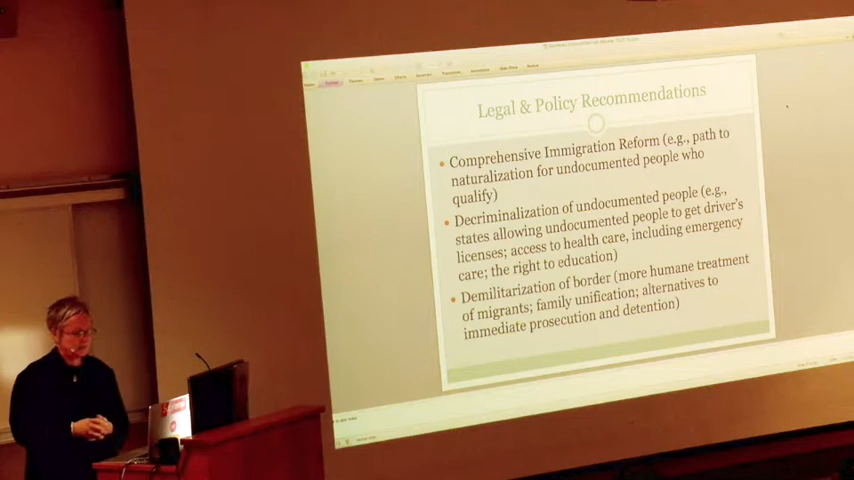 Legal & Policy Recommendations
• Comprehensive Immigration Reform (e.g., path to
naturalization for undocumented people who
qualify)
• Decriminalization of undocumented people (e.g.,
states allowing undocumented people to get driver's
licenses; access to health care, including emergency
care; the right to education)
• Demilitarization of border (more humane treatment
of migrants; family unification; alternatives to
immediate prosecution and detention)